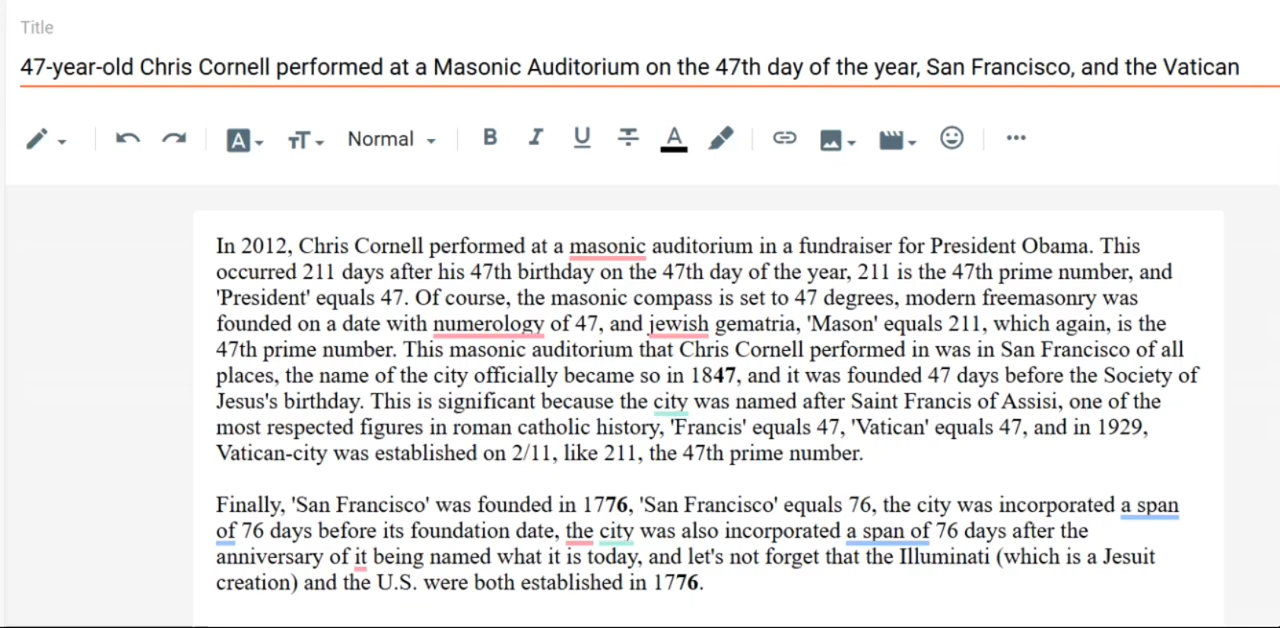 Title
47-year-old Chris Cornell performed at a Masonic Auditorium on the 47th day of the year, San Francisco, and the Vatican
A TT Normal B I U T A
In 2012, Chris Cornell performed at a masonic auditorium in a fundraiser for President Obama. This
occurred 211 days after his 47th birthday on the 47th day of the year, 211 is the 47th prime number, and
'President' equals 47. Of course, the masonic compass is set to 47 degrees, modern freemasonry was
founded on a date with numerology of 47, and jewish gematria, 'Mason' equals 211, which again, is the
47th prime number. This masonic auditorium that Chris Cornell performed in was in San Francisco of all
places, the name of the city officially became so in 1847, and it was founded 47 days before the Society of
Jesus's birthday. This is significant because the city was named after Saint Francis of Assisi, one of the
most respected figures in roman catholic history, 'Francis' equals 47, 'Vatican' equals 47, and in 1929,
Vatican-city was established on 2/11, like 211, the 47th prime number.
Finally, 'San Francisco' was founded in 1776, 'San Francisco' equals 76, the city was incorporated a span
of 76 days before its foundation date, the city was also incorporated a span of 76 days after the
anniversary of it being named what it is today, and let's not forget that the Illuminati (which is a Jesuit
creation) and the U.S. were both established in 1776.